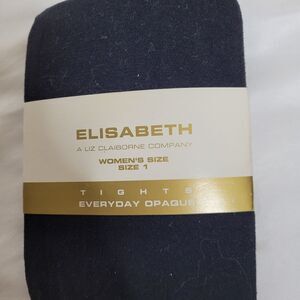 ELISABETH
A LIZ CLAIBORNE COMPANY
WOMEN'S SIZE
SIZE 1
TIGHTS
EVERYDAY OPAQUE